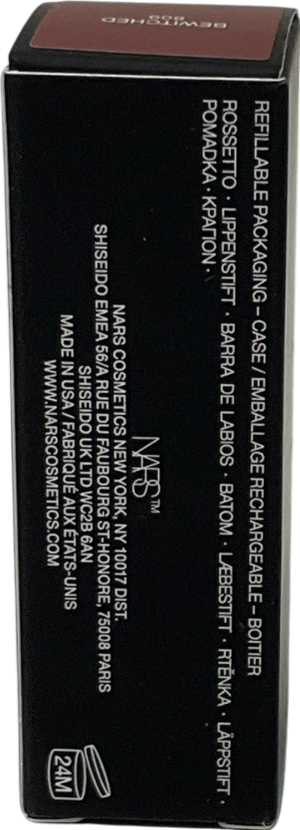 BEWITCHED
809
REFILLABLE PACKAGING – CASE / EMBALLAGE RECHARGEABLE – BOITIER
ROSSETTO · LIPPENSTIFT · BARRA DE LABIOS · BATOM · LÆBESTIFT · RTĚNKA · LÄPPSTIFT ·
POMADKA · ΚΡΑΓΙΟΝ ·
NARS™
NARS COSMETICS NEW YORK, NY 10017 DIST.
SHISEIDO EMEA 56/A RUE DU FAUBOURG ST-HONORE, 75008 PARIS
SHISEIDO UK LTD WC2B 6AN
MADE IN USA / FABRIQUÉ AUX ÉTATS-UNIS
WWW.NARSCOSMETICS.COM
24M